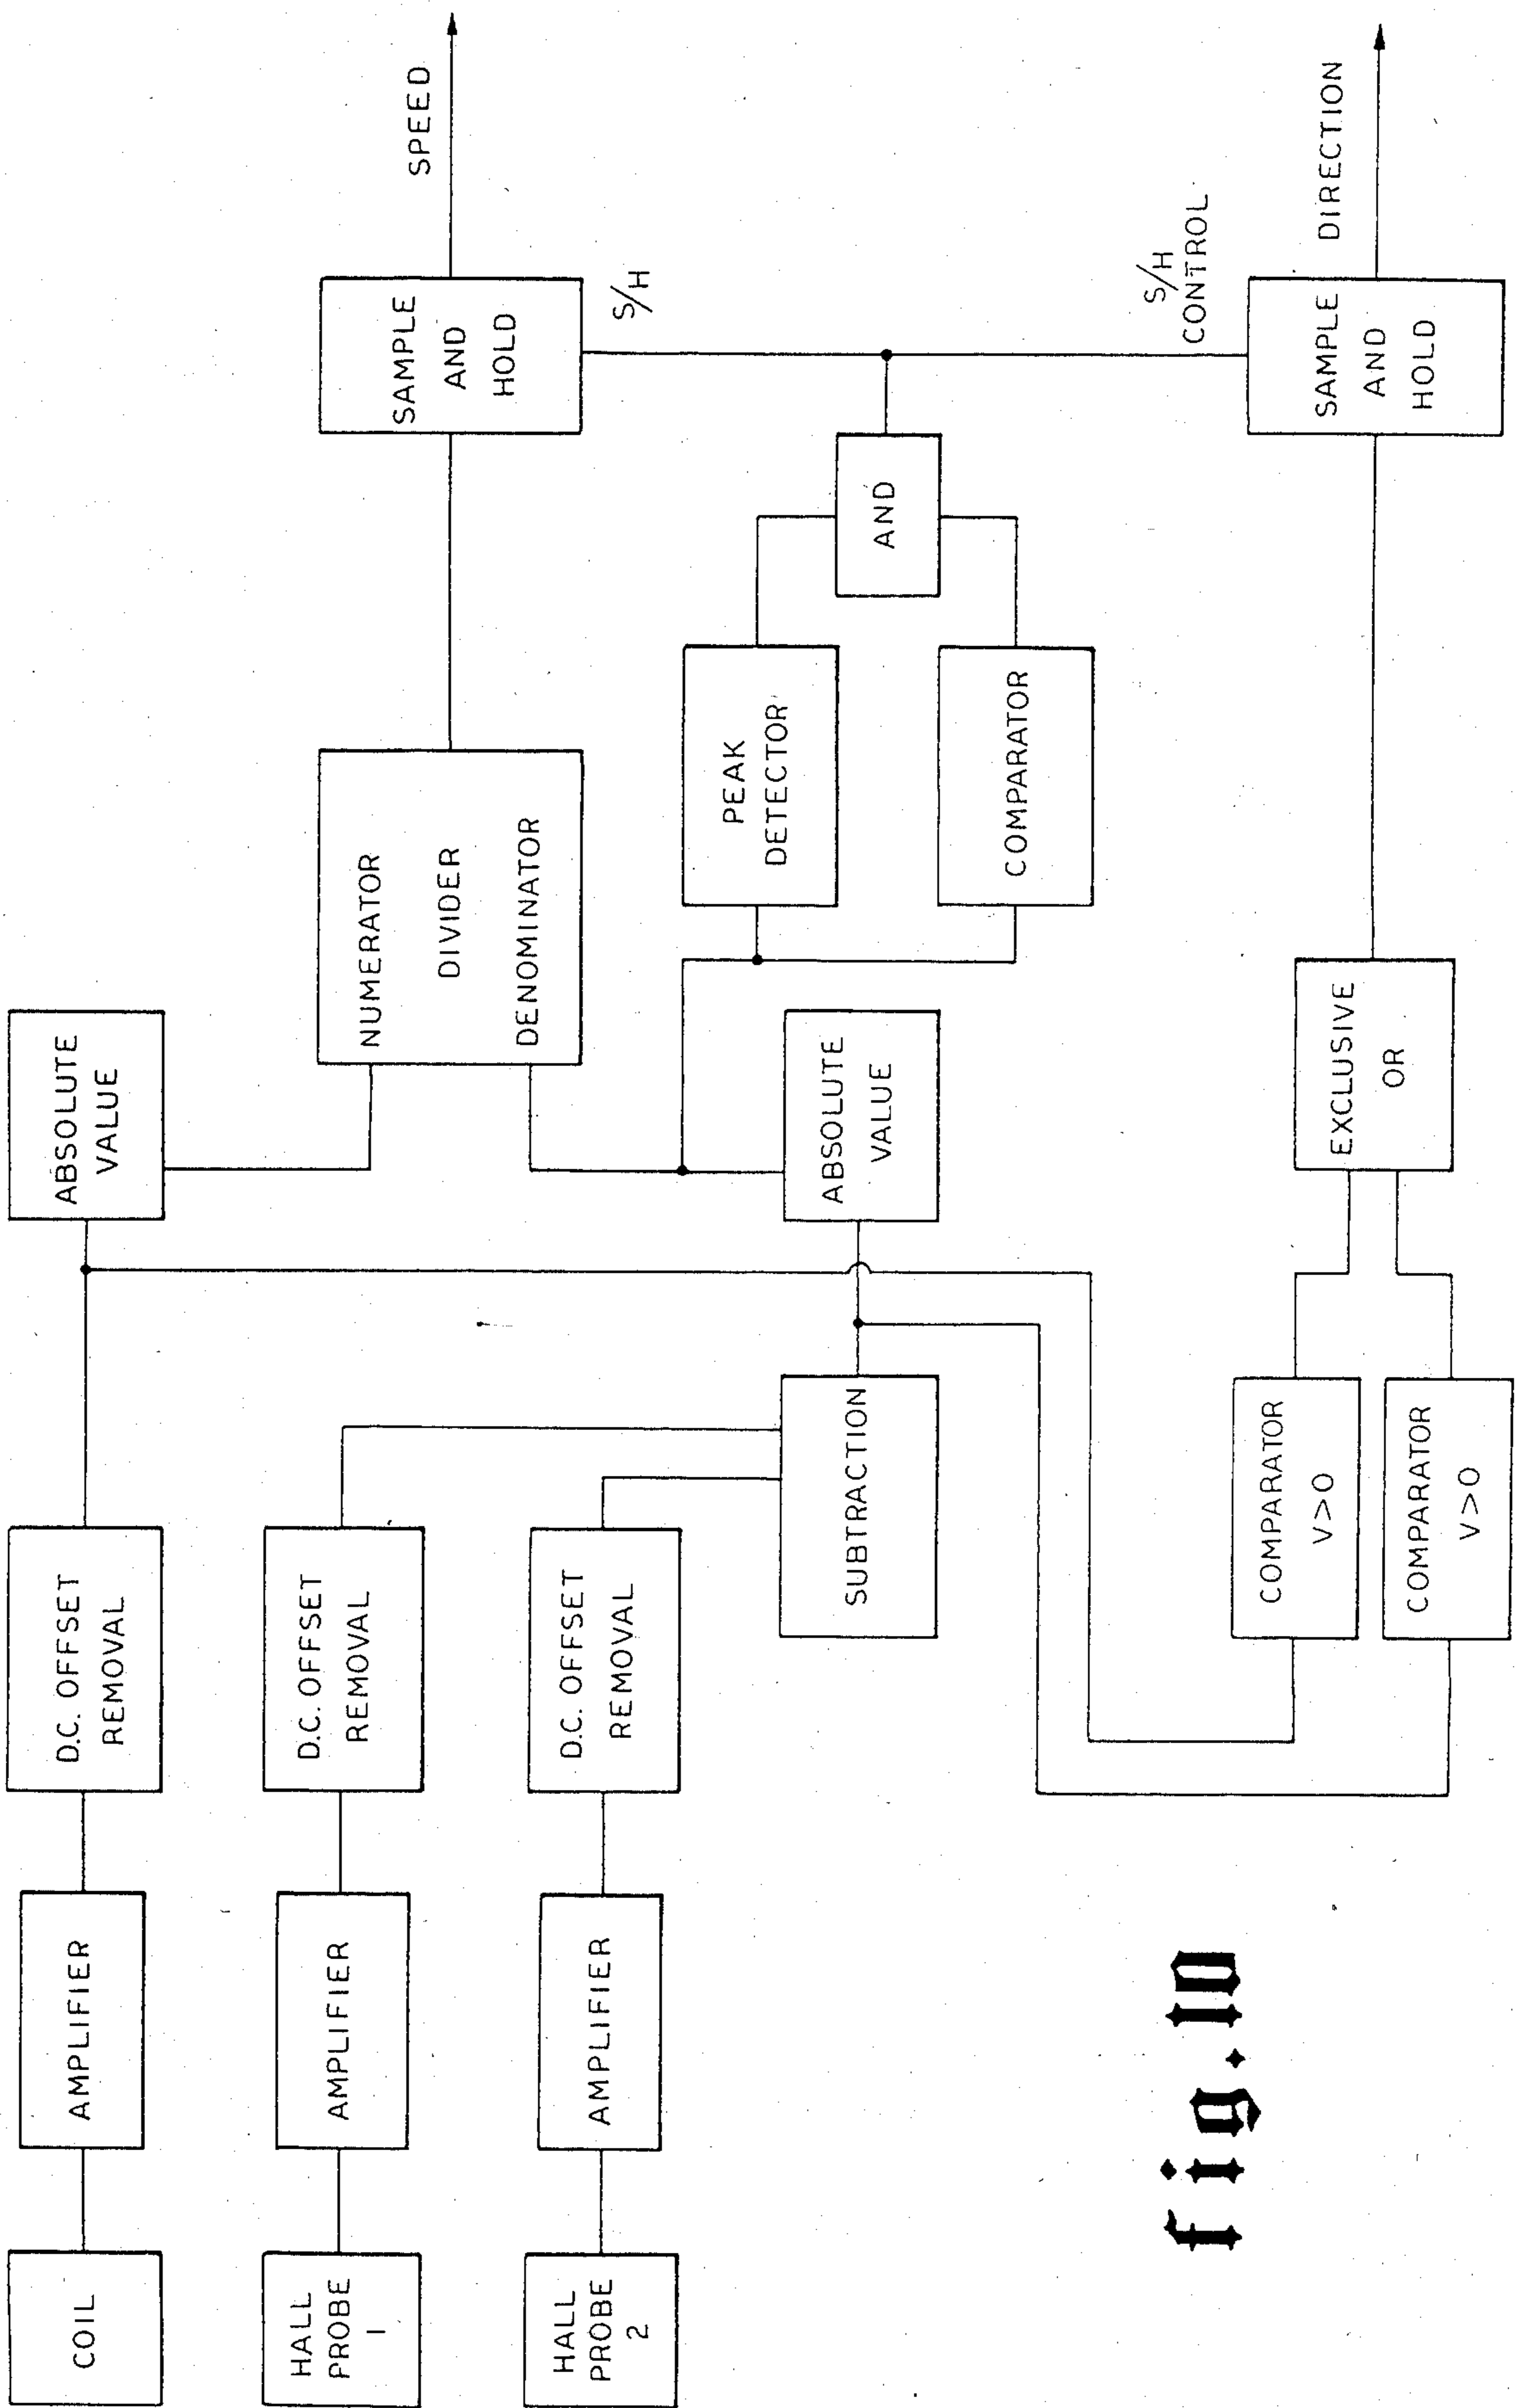 COIL
AMPLIFIER
D.C. OFFSET
REMOVAL
ABSOLUTE
VALUE
HALL
PROBE
1
AMPLIFIER
D.C. OFFSET
REMOVAL
NUMERATOR
DIVIDER
DENOMINATOR
SAMPLE
AND
HOLD
SPEED
S/H
HALL
PROBE
2
AMPLIFIER
D.C. OFFSET
REMOVAL
SUBTRACTION
ABSOLUTE
VALUE
PEAK
DETECTOR
COMPARATOR
AND
S/H
CONTROL
COMPARATOR
V>0
COMPARATOR
V>0
EXCLUSIVE
OR
SAMPLE
AND
HOLD
DIRECTION
fig.10